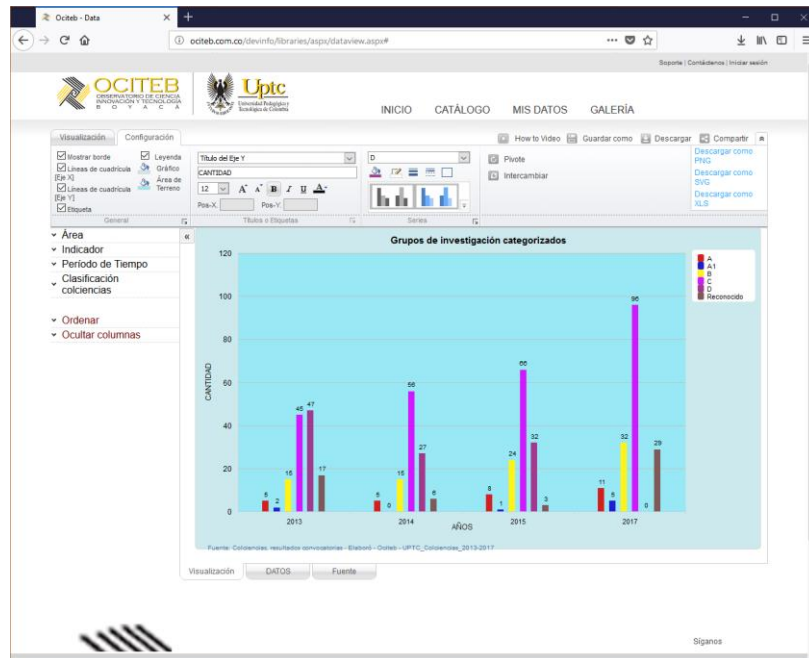 Ociteb - Data
ociteb.com.co/devinfo/libraries/aspx/dataview.aspx#
Soporte | Contáctenos | Iniciar sesión
OCITEB
OBSERVATORIO DE CIENCIA
INNOVACIÓN Y TECNOLOGÍA
B O Y A C Á
Uptc
Universidad Pedagógica y
Tecnológica de Colombia
INICIO CATÁLOGO MIS DATOS GALERÍA
Visualización Configuración
How to Video Guardar como Descargar Compartir
Mostrar borde
Líneas de cuadrícula
[Eje X]
Líneas de cuadrícula
[Eje Y]
Etiqueta
Leyenda
Gráfico
Área de
Terreno
General
Título del Eje Y
CANTIDAD
12 A A B I U A
Pos-X. Pos-Y.
Títulos o Etiquetas
D
Series
Pivote
Intercambiar
Descargar como
PNG
Descargar como
SVG
Descargar como
XLS
Área
Indicador
Período de Tiempo
Clasificación
colciencias
Ordenar
Ocultar columnas
«
Grupos de investigación categorizados
A
A1
B
C
D
Reconocido
CANTIDAD
120
100
80
60
40
20
0
5 2 15 45 47 17
5 0 15 56 27 6
8 1 24 66 32 3
11 5 32 96 0 29
2013 2014 2015 2017
AÑOS
Fuente: Colciencias, resultados convocatorias - Elaboró - Ociteb - UPTC_Colciencias_2013-2017
Visualización DATOS Fuente
Síganos